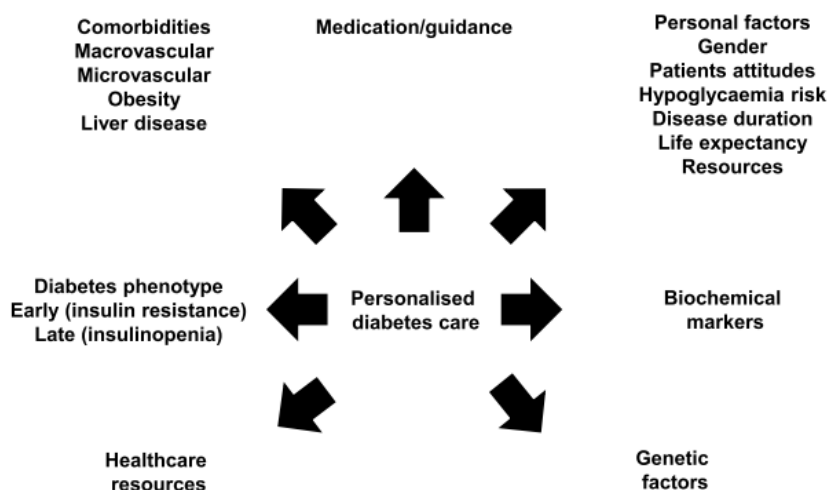 Comorbidities
Macrovascular
Microvascular
Obesity
Liver disease
Medication/guidance
Personal factors
Gender
Patients attitudes
Hypoglycaemia risk
Disease duration
Life expectancy
Resources
Diabetes phenotype
Early (insulin resistance)
Late (insulinopenia)
Personalised
diabetes care
Biochemical
markers
Healthcare
resources
Genetic
factors